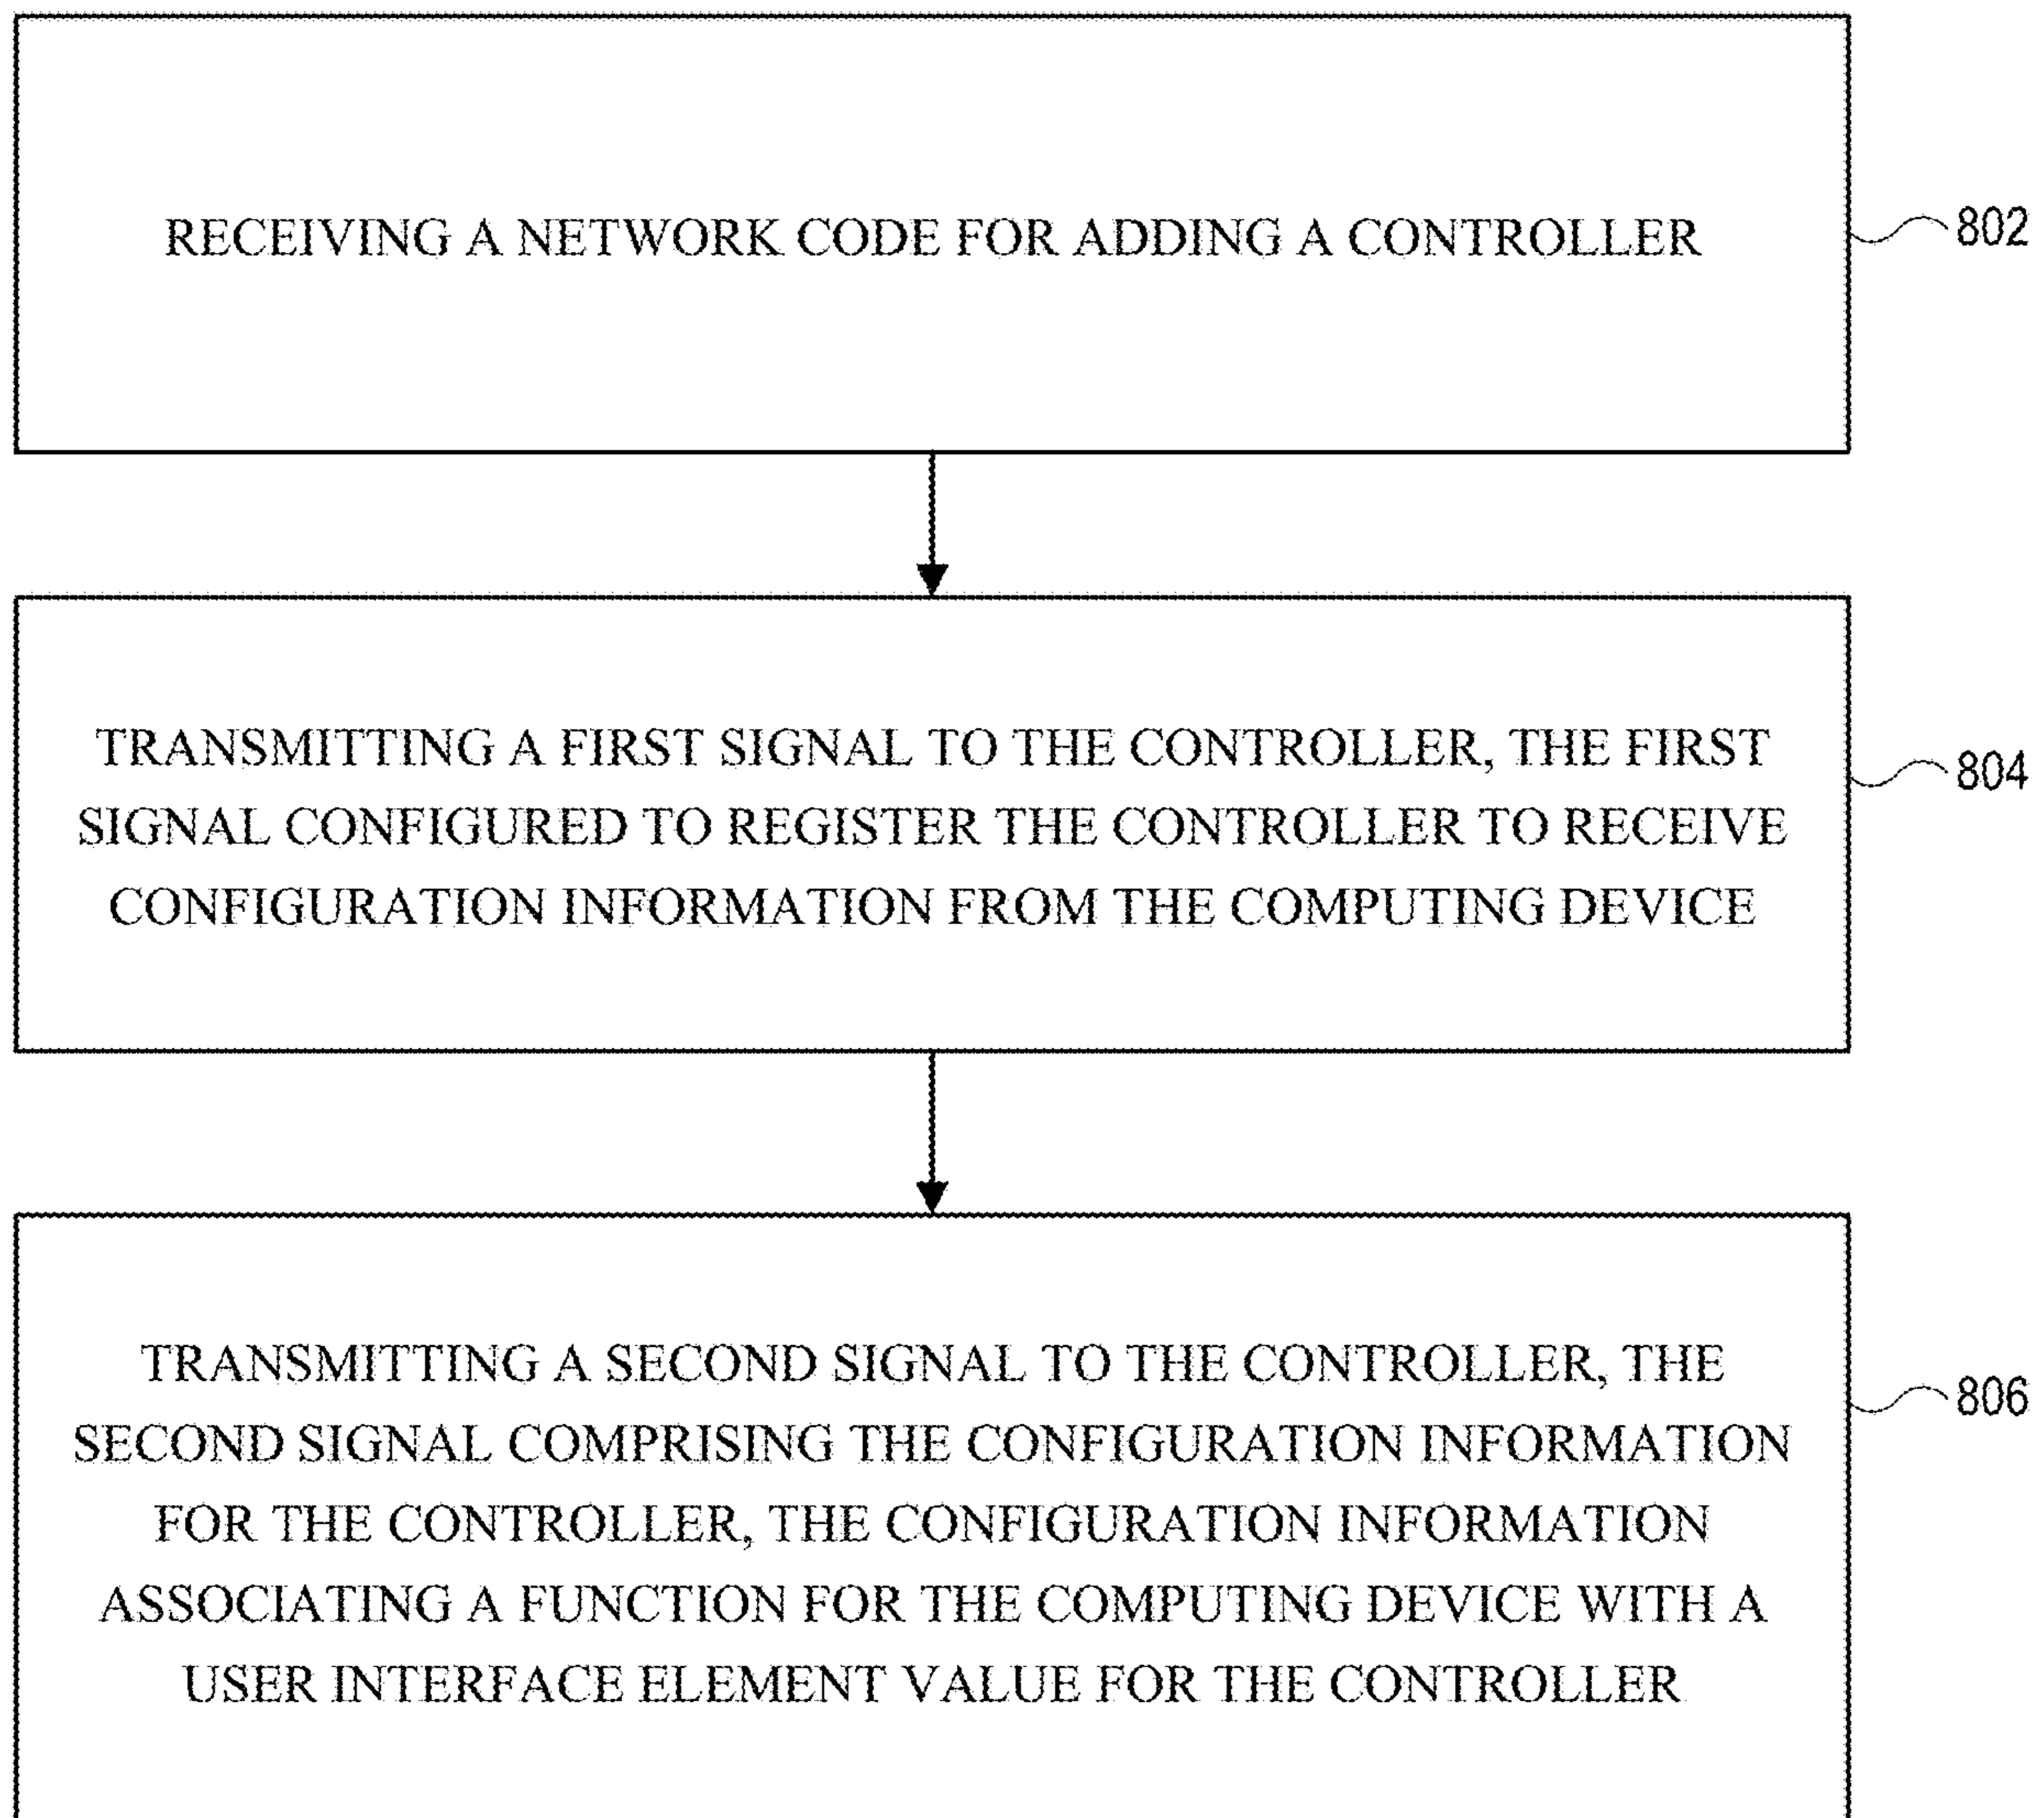 RECEIVING A NETWORK CODE FOR ADDING A CONTROLLER
802
TRANSMITTING A FIRST SIGNAL TO THE CONTROLLER, THE FIRST
SIGNAL CONFIGURED TO REGISTER THE CONTROLLER TO RECEIVE
CONFIGURATION INFORMATION FROM THE COMPUTING DEVICE
804
TRANSMITTING A SECOND SIGNAL TO THE CONTROLLER, THE
SECOND SIGNAL COMPRISING THE CONFIGURATION INFORMATION
FOR THE CONTROLLER, THE CONFIGURATION INFORMATION
ASSOCIATING A FUNCTION FOR THE COMPUTING DEVICE WITH A
USER INTERFACE ELEMENT VALUE FOR THE CONTROLLER
806